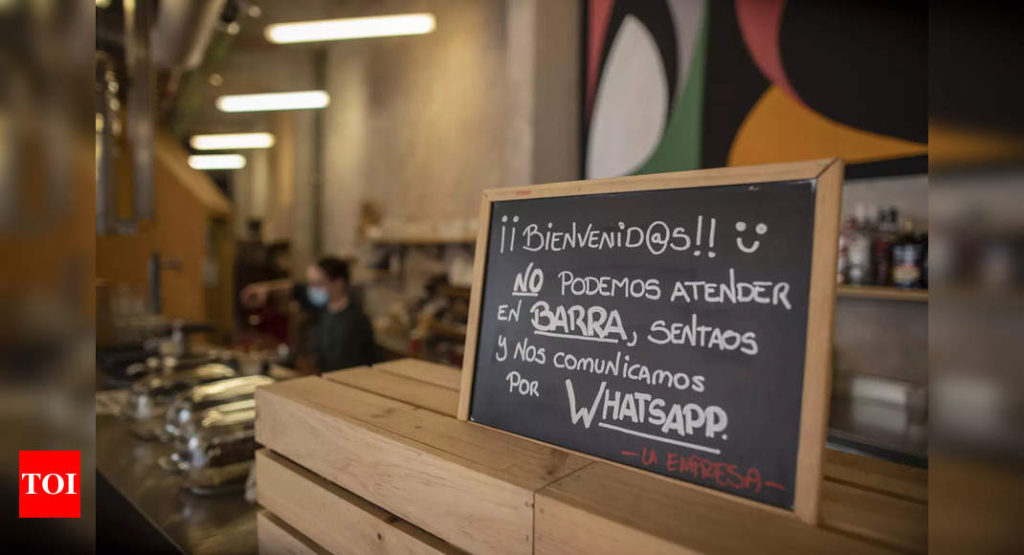 ¡¡BIENVENID@S!! :)
NO PODEMOS ATENDER
EN BARRA, SENTAOS
Y NOS COMUNICAMOS
POR WHATSAPP.
-LA EMPRESA-
TOI